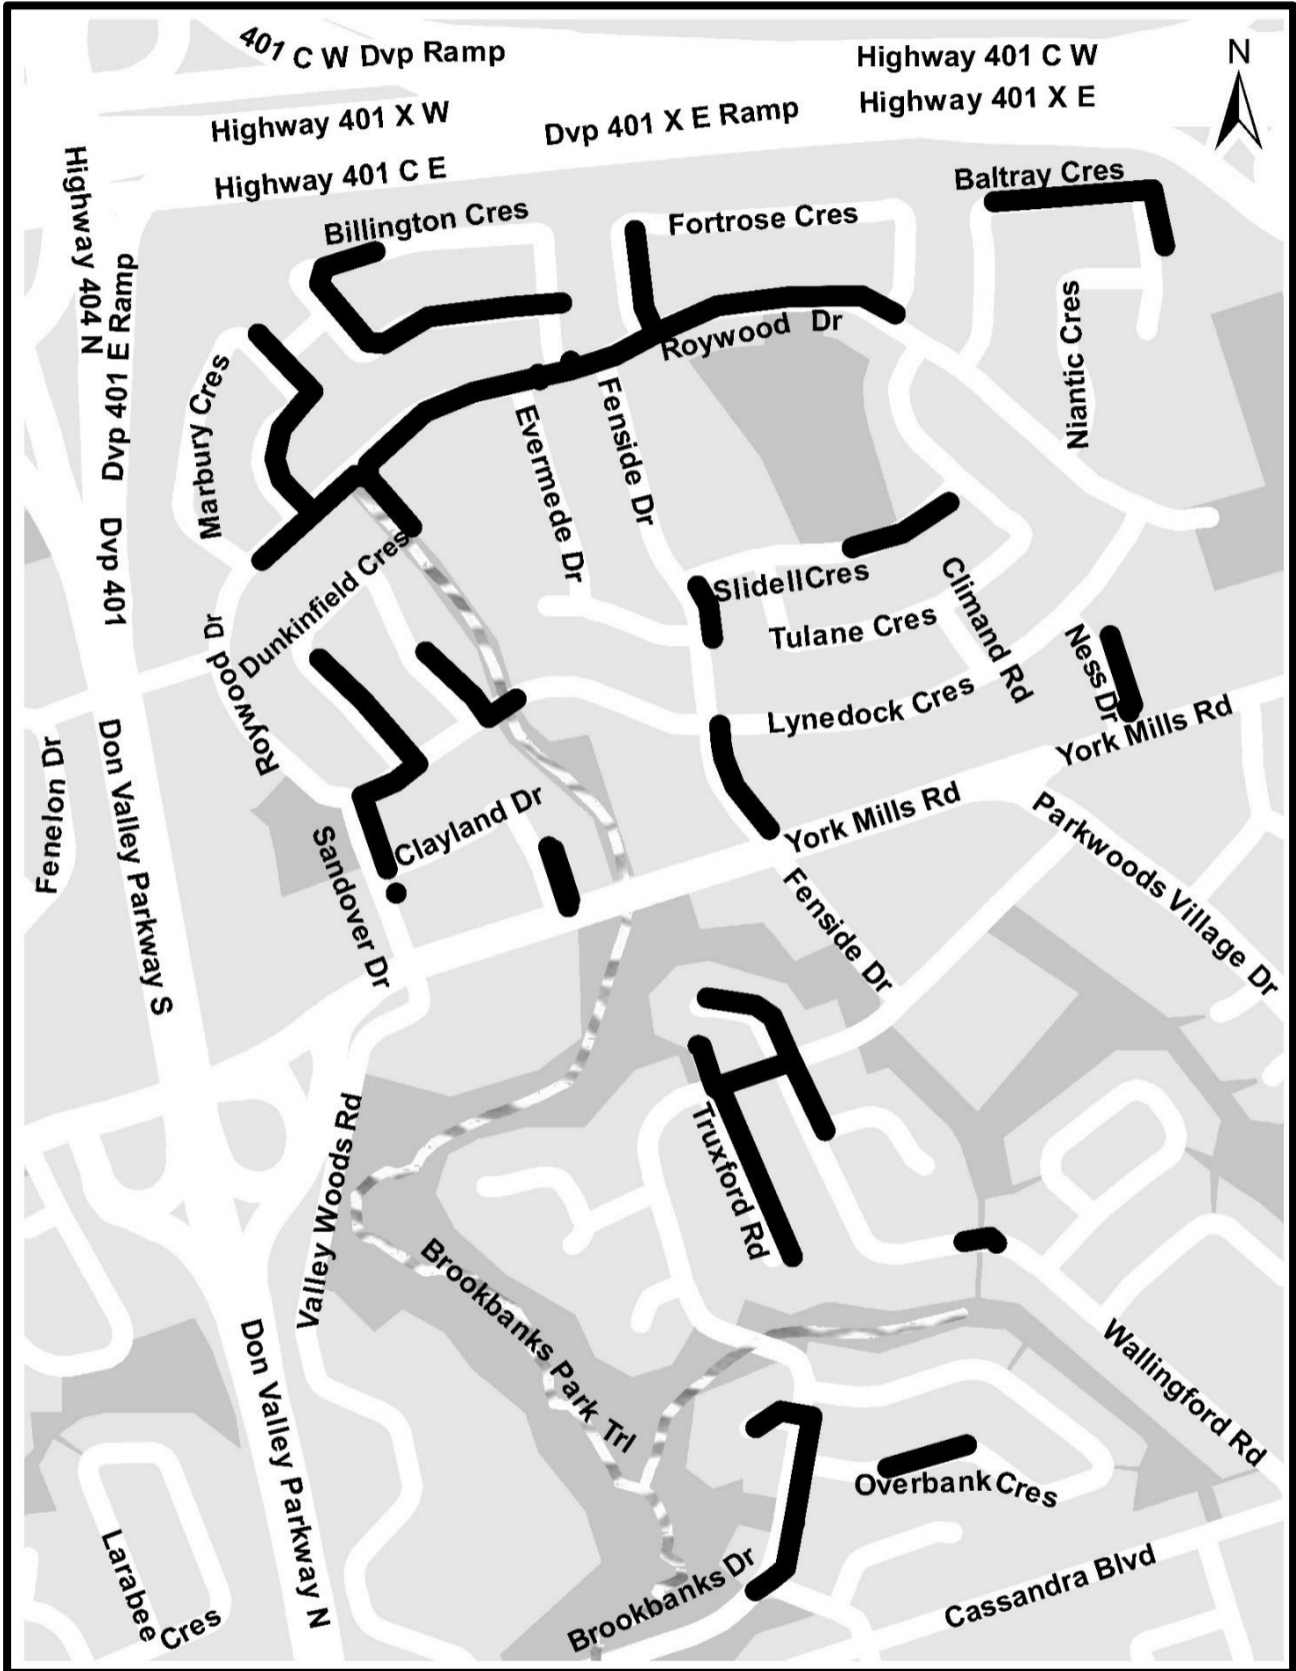 401 C W Dvp Ramp
Highway 401 C W
N
Highway 401 X W
Dvp 401 X E Ramp
Highway 401 X E
Highway 401 C E
Highway 404 N
Dvp 401 E Ramp
Baltray Cres
Billington Cres
Fortrose Cres
Niantic Cres
Roywood Dr
Marbury Cres
Fenside Dr
Evermede Dr
Dvp 401
Dvp 401
Dunkinfield Cres
Slidell Cres
Climand Rd
Tulane Cres
Ness Dr
Roywood Dr
Lynedock Cres
York Mills Rd
Fenelon Dr
Don Valley Parkway S
Clayland Dr
York Mills Rd
Parkwoods Village Dr
Sandover Dr
Fenside Dr
Valley Woods Rd
Truxford Rd
Brookbanks Park Trl
Wallingford Rd
Don Valley Parkway N
Overbank Cres
Larabee Cres
Brookbanks Dr
Cassandra Blvd